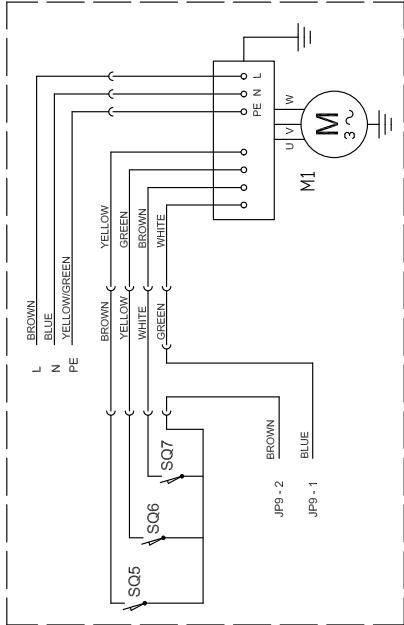 BROWN
L
BLUE
N
YELLOW/GREEN
PE
BROWN
YELLOW
YELLOW
GREEN
WHITE
BROWN
GREEN
WHITE
L
N
PE
W
V
U
M
3 ~
M1
SQ5
SQ6
SQ7
BROWN
JP9 - 2
BLUE
JP9 - 1